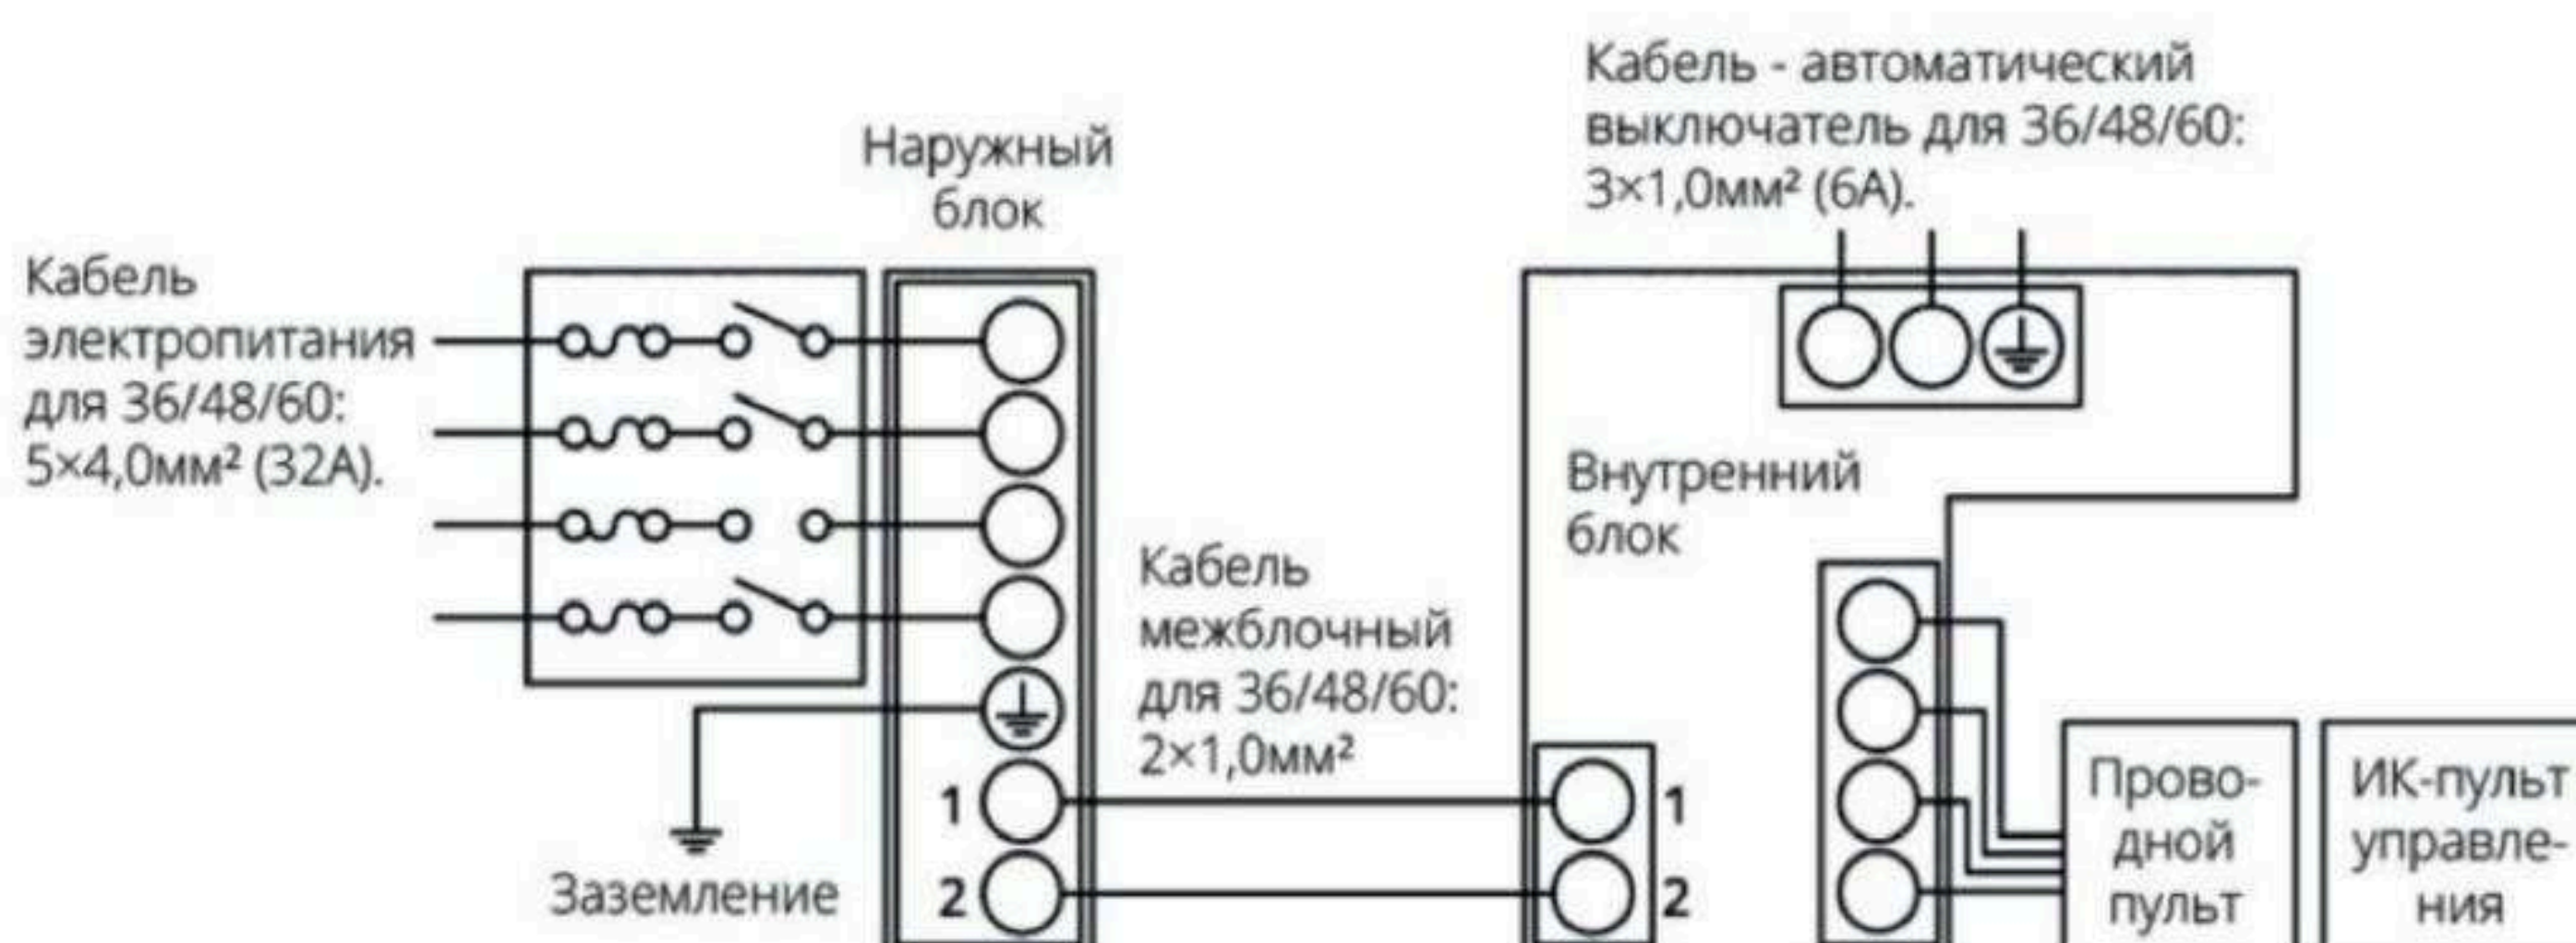 Кабель - автоматический
выключатель для 36/48/60:
3×1,0мм² (6А).
Наружный
блок
Кабель
электропитания
для 36/48/60:
5×4,0мм² (32А).
Внутренний
блок
Кабель
межблочный
для 36/48/60:
2×1,0мм²
Заземление
1
2
1
2
Прово-
дной
пульт
ИК-пульт
управле-
ния